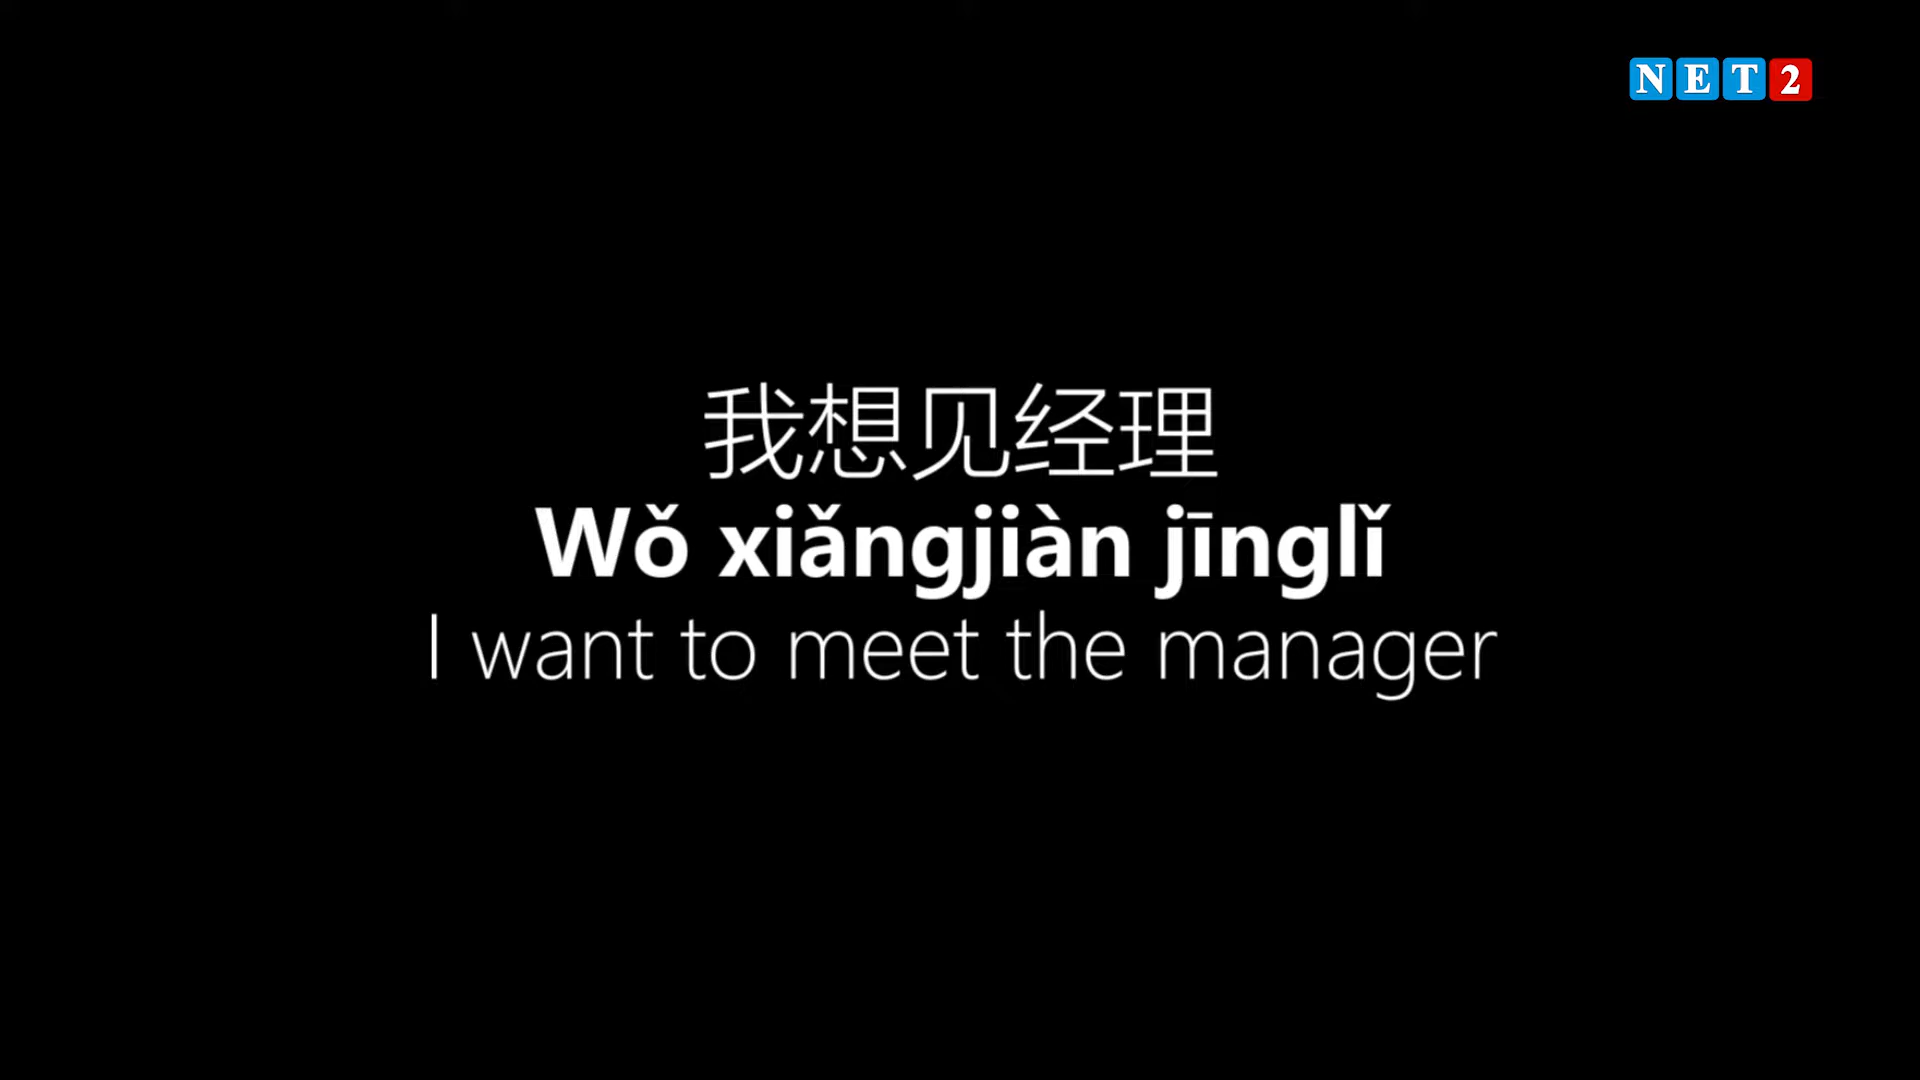 NET2
我想见经理
Wǒ xiǎngjiàn jīnglǐ
I want to meet the manager